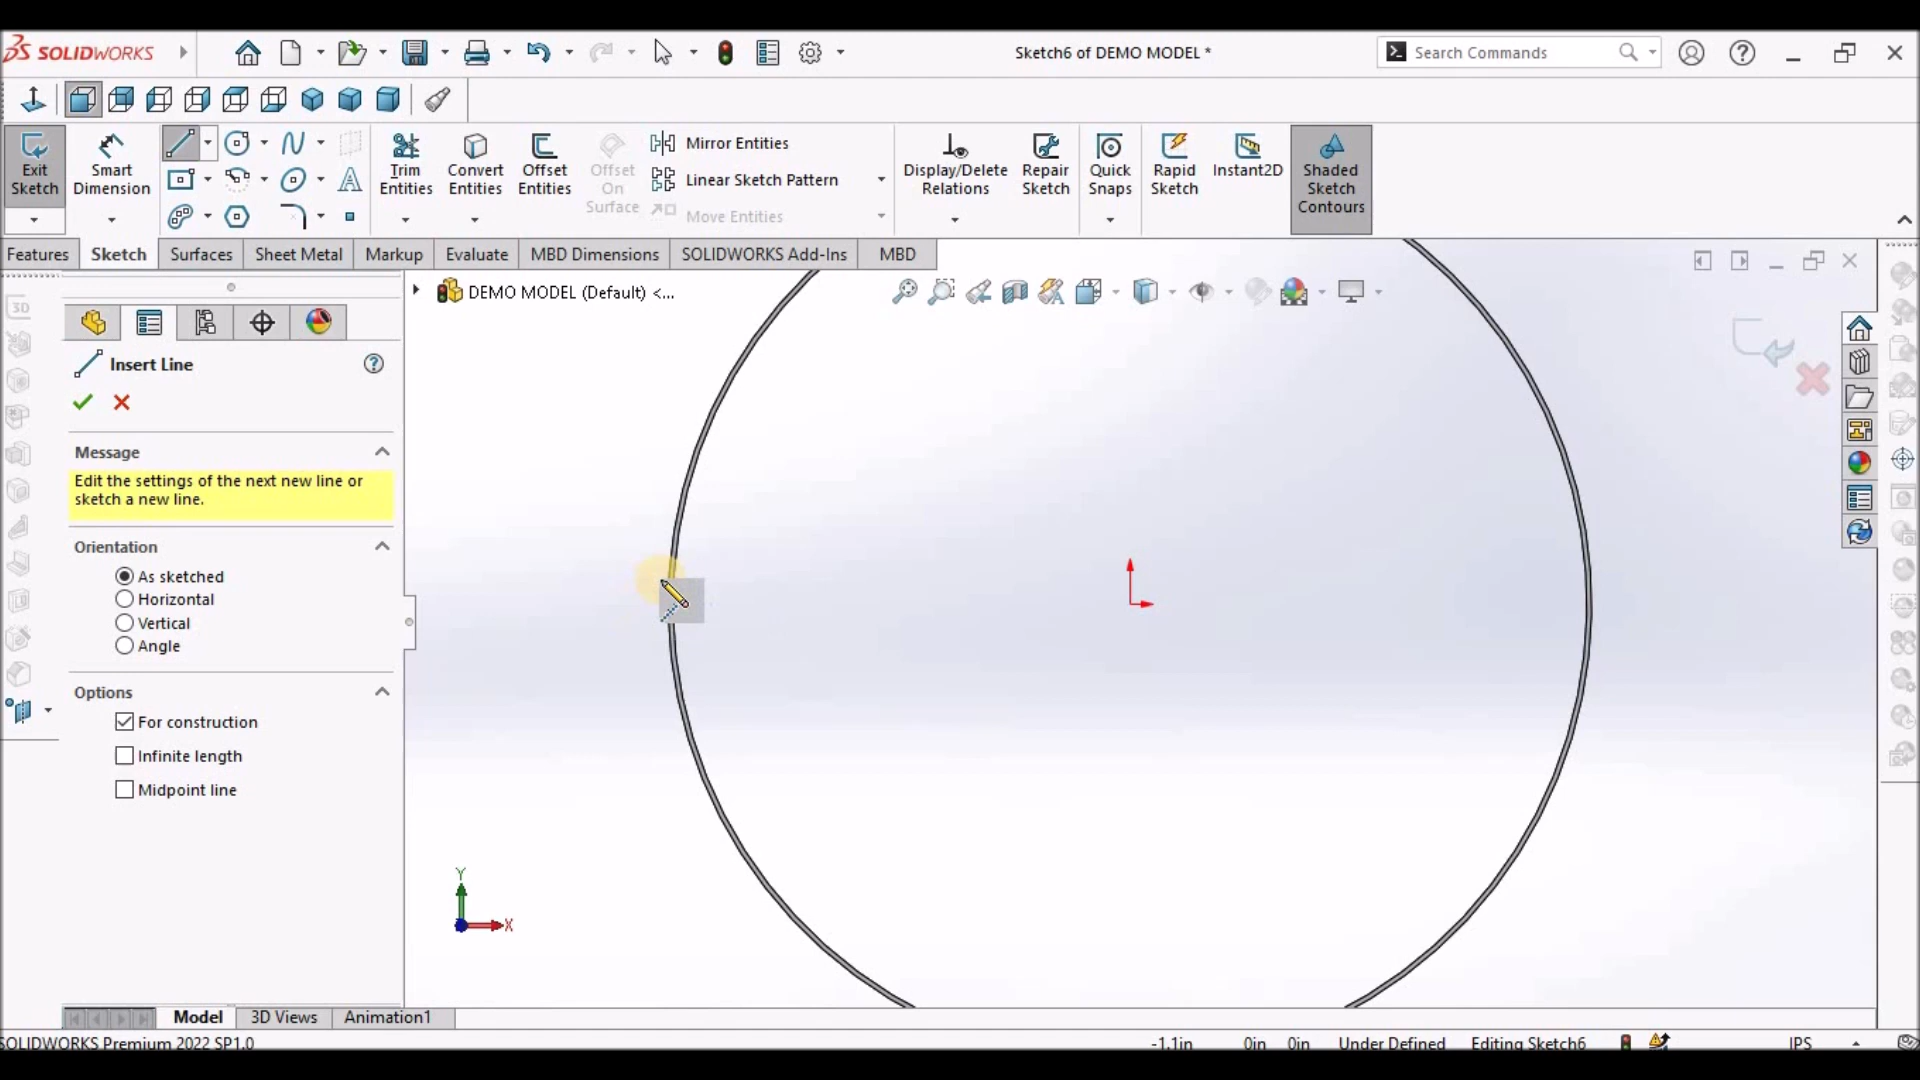 SOLIDWORKS
Sketch6 of DEMO MODEL *
Search Commands
Exit Sketch
Smart Dimension
Trim Entities
Convert Entities
Offset Entities
Offset On Surface
Mirror Entities
Linear Sketch Pattern
Move Entities
Display/Delete Relations
Repair Sketch
Quick Snaps
Rapid Sketch
Instant2D
Shaded Sketch Contours
Features
Sketch
Surfaces
Sheet Metal
Markup
Evaluate
MBD Dimensions
SOLIDWORKS Add-Ins
MBD
DEMO MODEL (Default) <...
3D
Insert Line
Message
Edit the settings of the next new line or
sketch a new line.
Orientation
As sketched
Horizontal
Vertical
Angle
Options
For construction
Infinite length
Midpoint line
Y
X
Model
3D Views
Animation1
SOLIDWORKS Premium 2022 SP1.0
-1.1in
0in
0in
Under Defined
Editing Sketch6
IPS